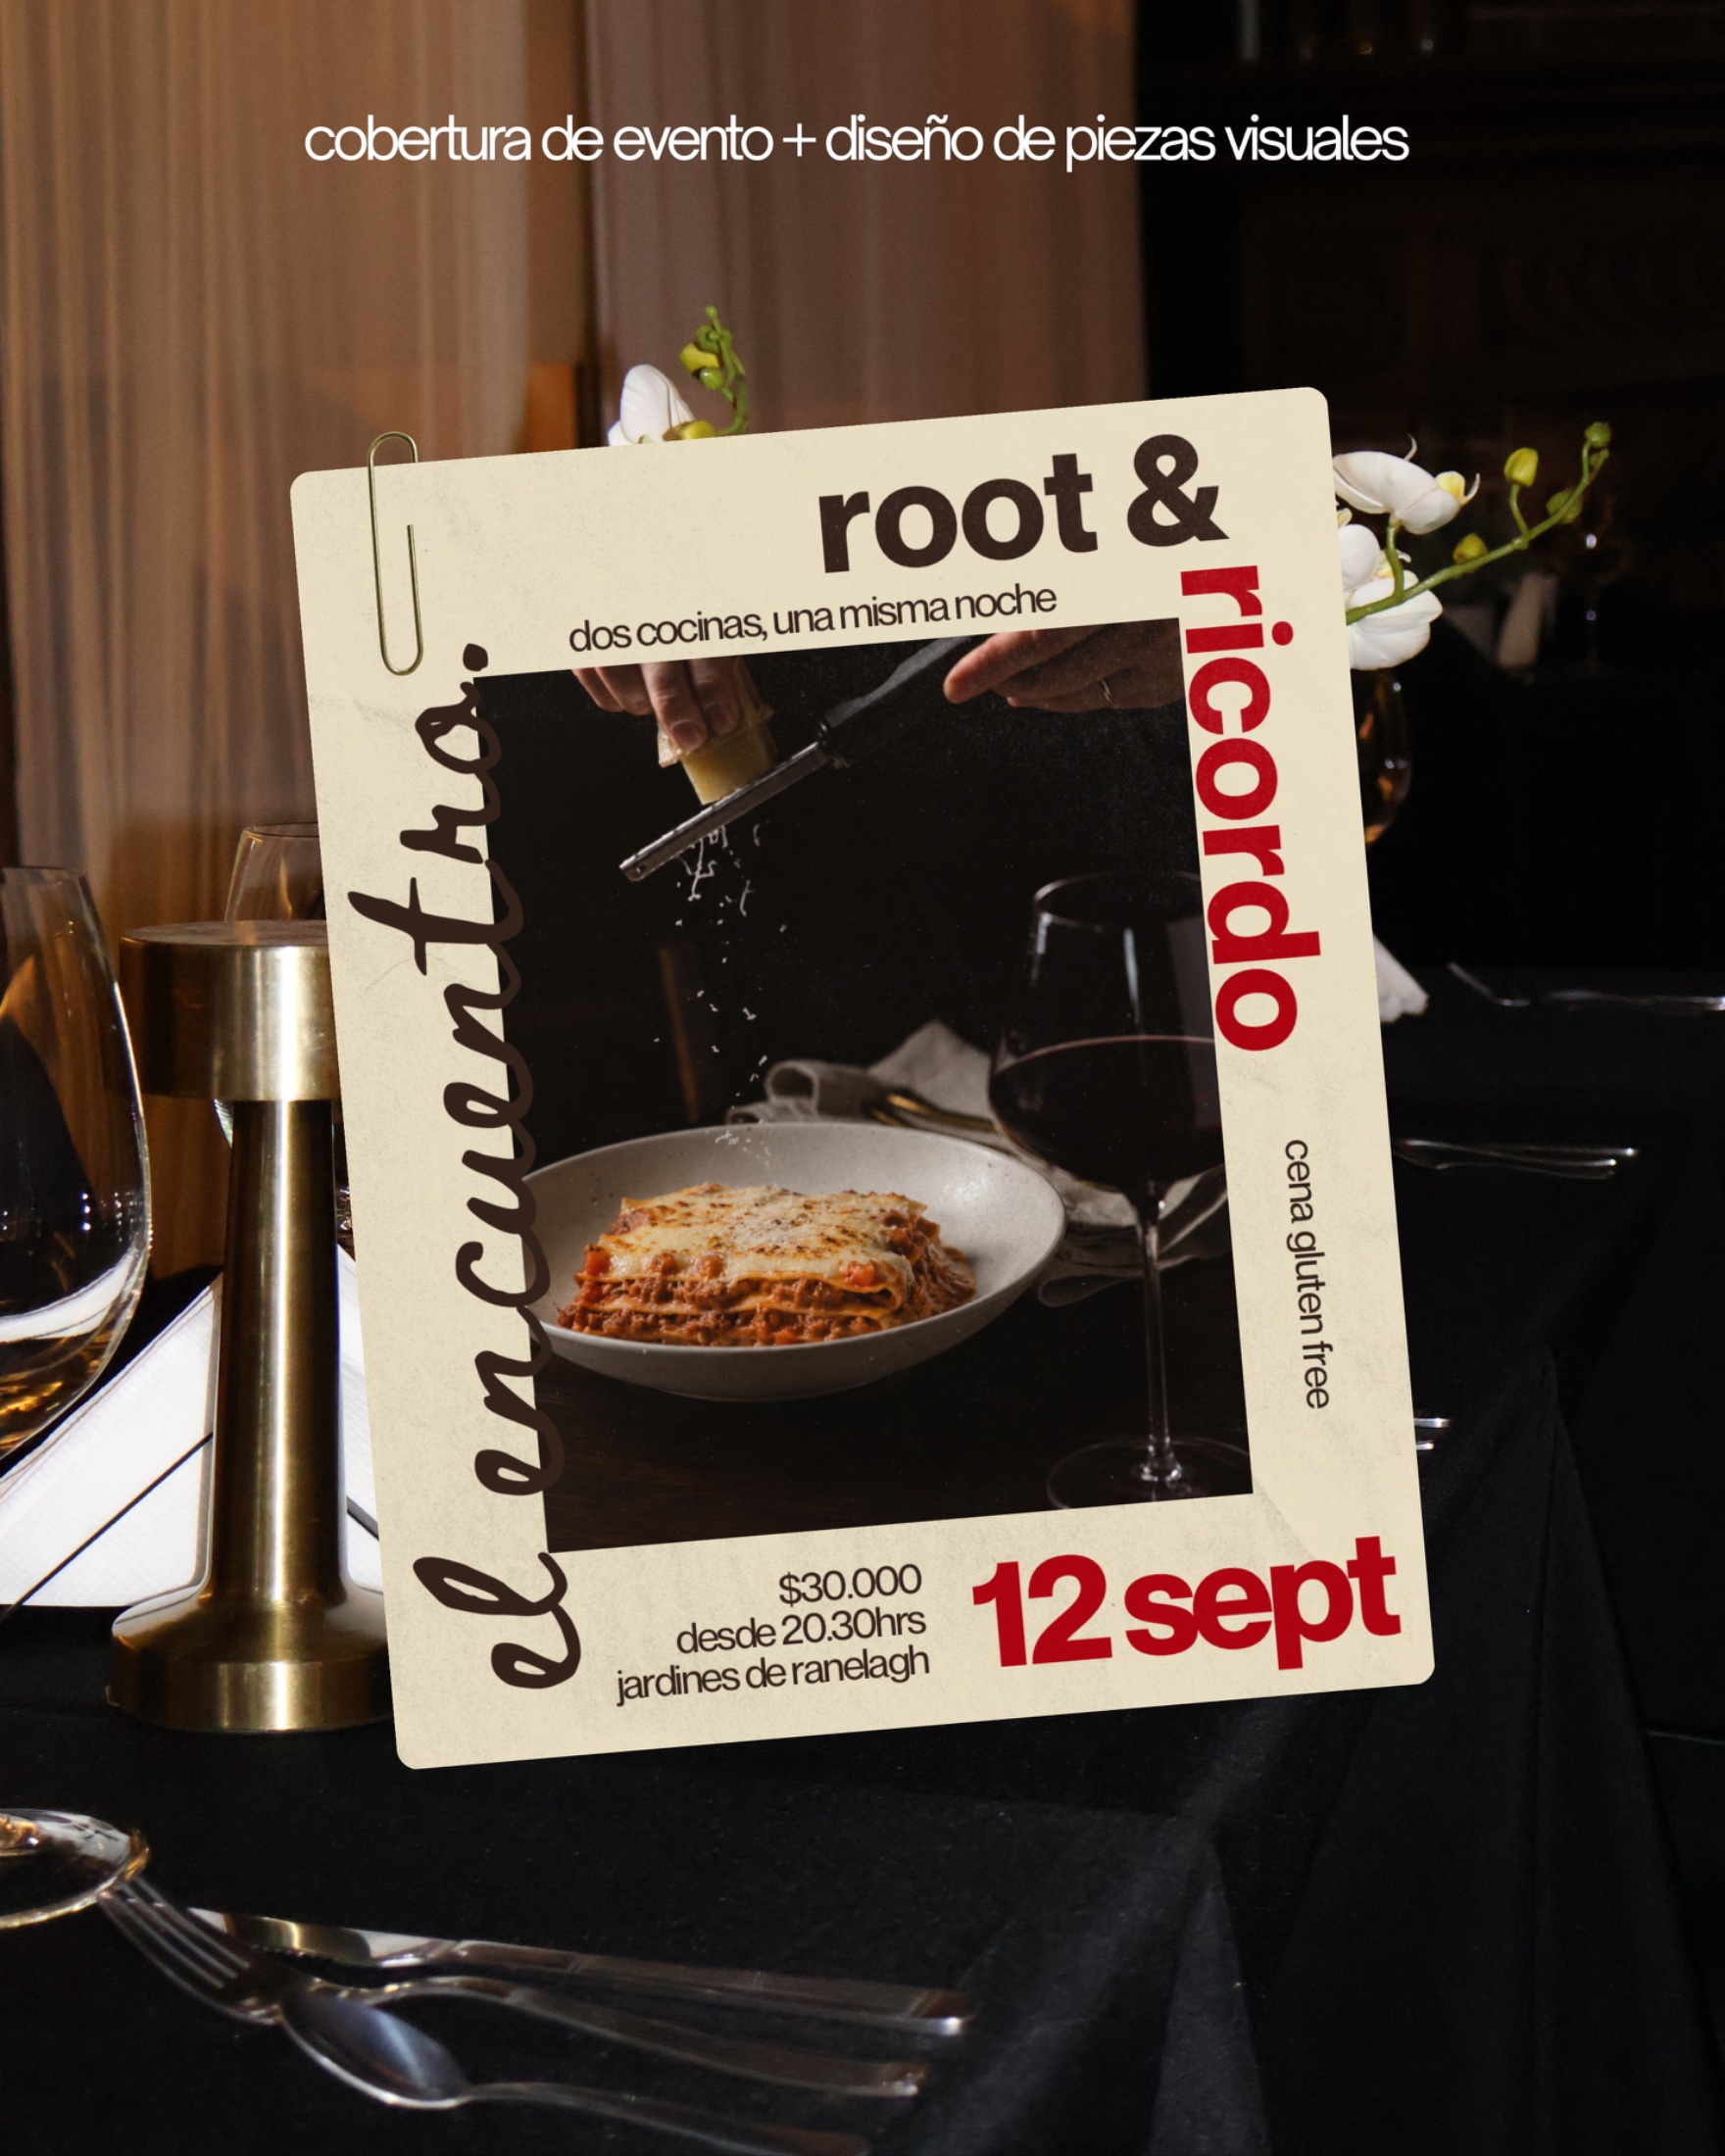 cobertura de evento + diseño de piezas visuales
root &
ricordo
dos cocinas, una misma noche
el encuentro.
cena gluten free
$30.000
desde 20.30hrs
jardines de ranelagh
12 sept